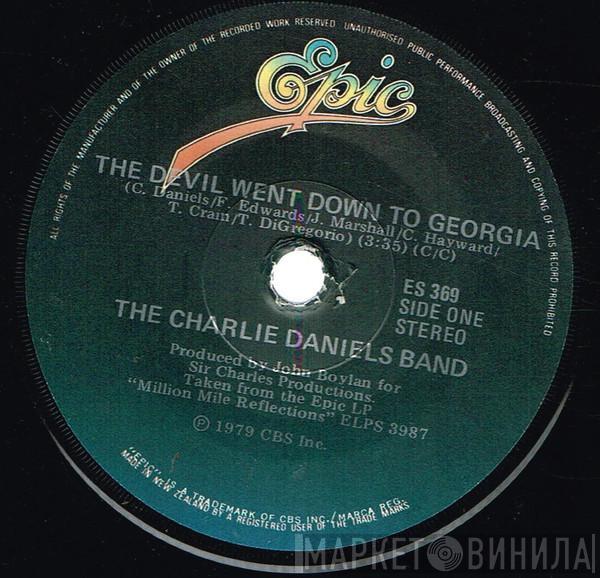 ALL RIGHTS OF THE MANUFACTURER AND OF THE OWNER OF THE RECORDED WORK RESERVED UNAUTHORISED PUBLIC PERFORMANCE BROADCASTING AND COPYING OF THIS RECORD PROHIBITED
Epic
THE DEVIL WENT DOWN TO GEORGIA
(C. Daniels/F. Edwards/J. Marshall/C. Hayward/
T. Crain/T. DiGregorio) (3:35) (C/C)
ES 369
SIDE ONE
STEREO
THE CHARLIE DANIELS BAND
Produced by John Boylan for
Sir Charles Productions.
Taken from the Epic LP
"Million Mile Reflections" ELPS 3987
Ⓟ 1979 CBS Inc.
"EPIC" IS A TRADEMARK OF CBS INC./MARCA REG.
MADE IN NEW ZEALAND BY A REGISTERED USER OF THE TRADE MARKS
МАРКЕТ ВИНИЛА